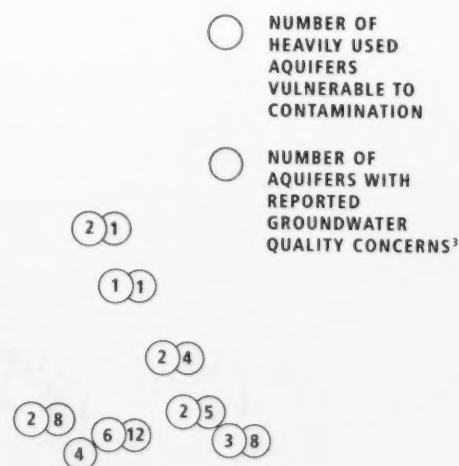 NUMBER OF
HEAVILY USED
AQUIFERS
VULNERABLE TO
CONTAMINATION
NUMBER OF
AQUIFERS WITH
REPORTED
GROUNDWATER
QUALITY CONCERNS³
2 1
1 1
2 4
2 8
4
6 12
2 5
3 8